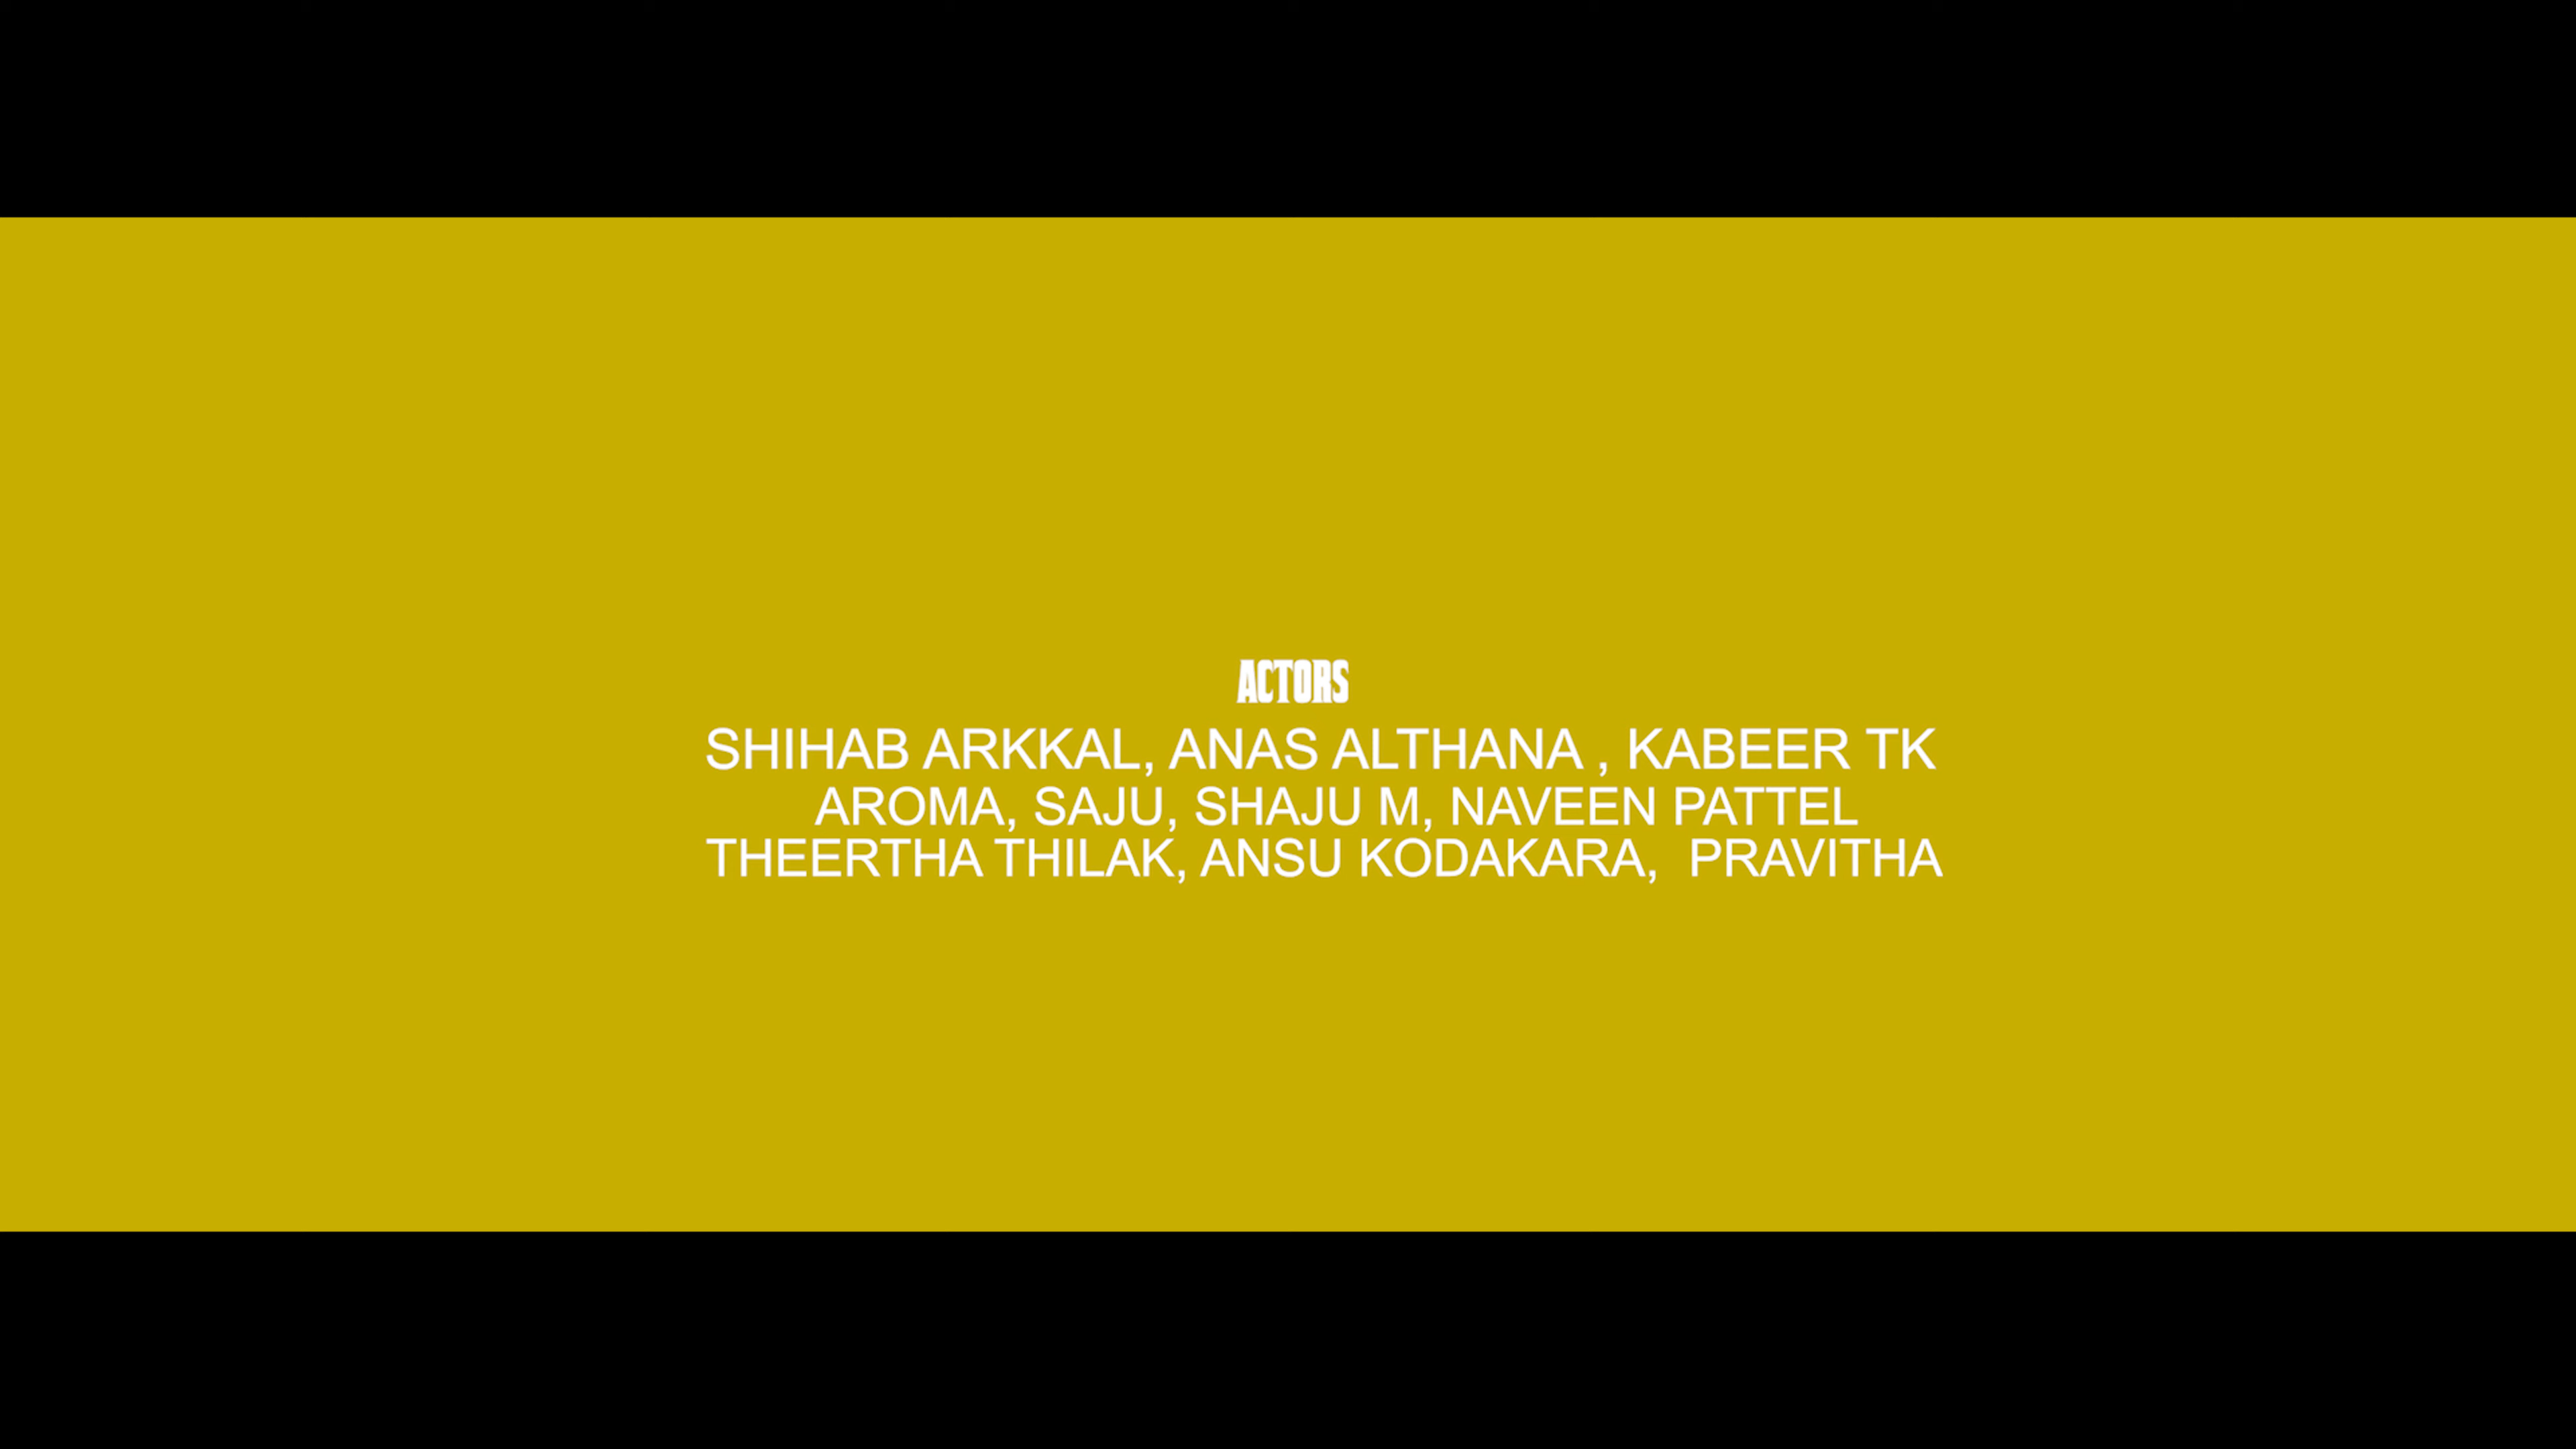 ACTORS
SHIHAB ARKKAL, ANAS ALTHANA , KABEER TK
AROMA, SAJU, SHAJU M, NAVEEN PATTEL
THEERTHA THILAK, ANSU KODAKARA,  PRAVITHA